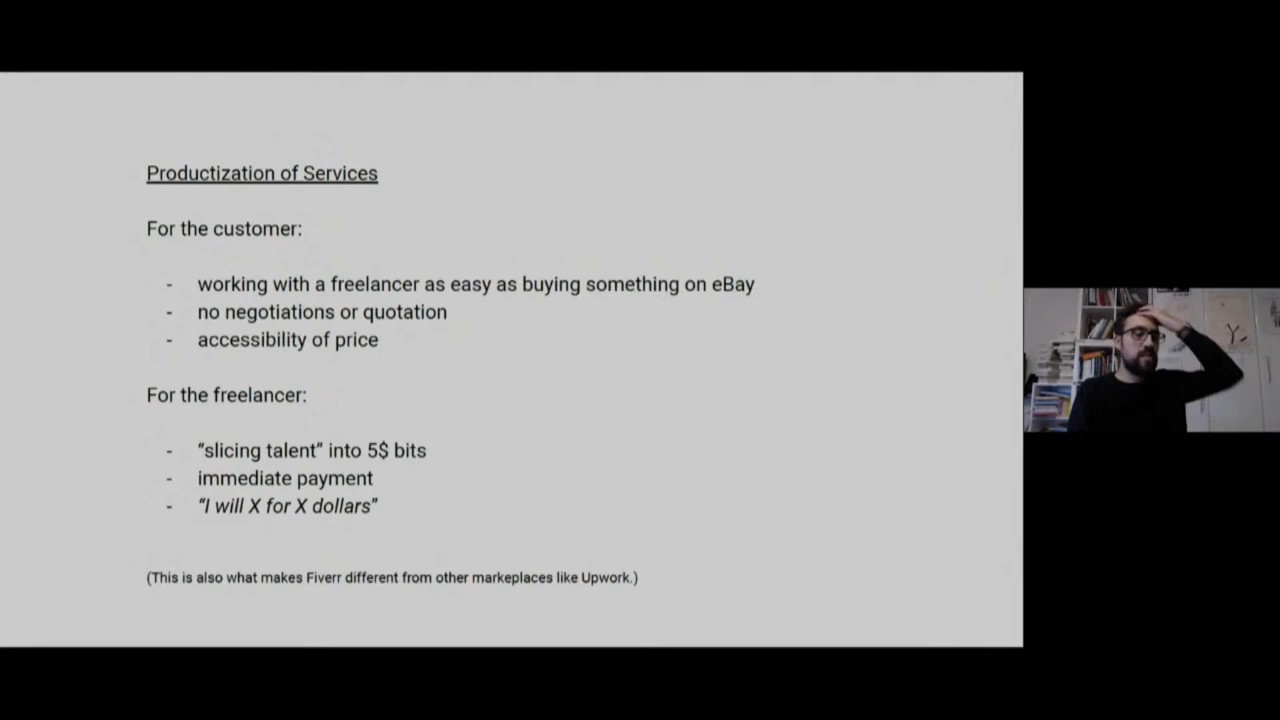 Productization of Services
For the customer:
- working with a freelancer as easy as buying something on eBay
- no negotiations or quotation
- accessibility of price
For the freelancer:
- “slicing talent” into 5$ bits
- immediate payment
- “I will X for X dollars”
(This is also what makes Fiverr different from other markeplaces like Upwork.)